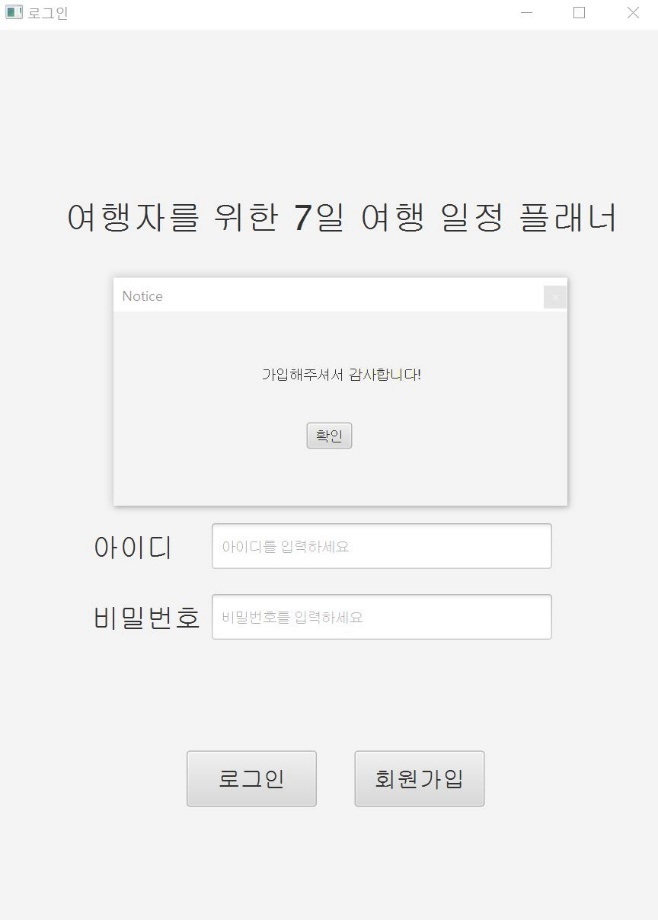 로그인
여행자를 위한 7일 여행 일정 플래너
Notice
가입해주셔서 감사합니다!
확인
아이디
아이디를 입력하세요
비밀번호
비밀번호를 입력하세요
로그인
회원가입